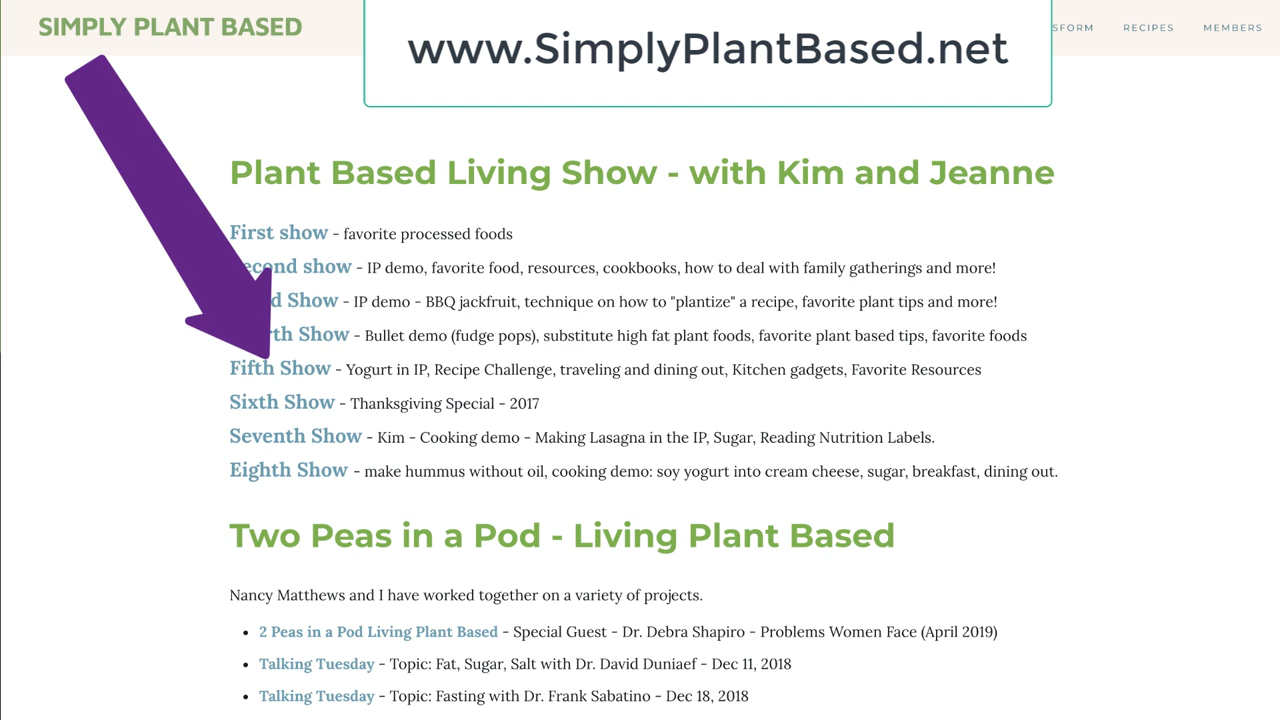 SIMPLY PLANT BASED
www.SimplyPlantBased.net
SFORM RECIPES MEMBERS
Plant Based Living Show - with Kim and Jeanne
First show - favorite processed foods
econd show - IP demo, favorite food, resources, cookbooks, how to deal with family gatherings and more!
d Show - IP demo - BBQ jackfruit, technique on how to "plantize" a recipe, favorite plant tips and more!
rth Show - Bullet demo (fudge pops), substitute high fat plant foods, favorite plant based tips, favorite foods
Fifth Show - Yogurt in IP, Recipe Challenge, traveling and dining out, Kitchen gadgets, Favorite Resources
Sixth Show - Thanksgiving Special - 2017
Seventh Show - Kim - Cooking demo - Making Lasagna in the IP, Sugar, Reading Nutrition Labels.
Eighth Show - make hummus without oil, cooking demo: soy yogurt into cream cheese, sugar, breakfast, dining out.
Two Peas in a Pod - Living Plant Based
Nancy Matthews and I have worked together on a variety of projects.
• 2 Peas in a Pod Living Plant Based - Special Guest - Dr. Debra Shapiro - Problems Women Face (April 2019)
• Talking Tuesday - Topic: Fat, Sugar, Salt with Dr. David Duniaef - Dec 11, 2018
• Talking Tuesday - Topic: Fasting with Dr. Frank Sabatino - Dec 18, 2018